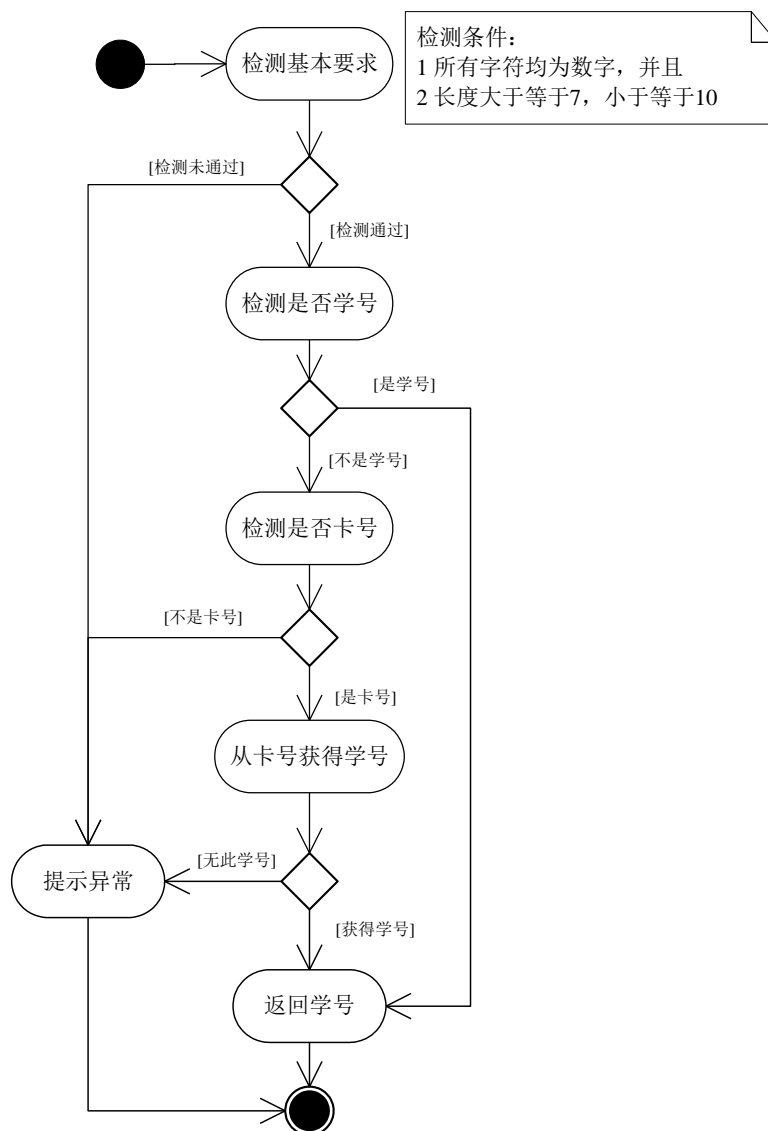 检测基本要求
检测条件：
1 所有字符均为数字，并且
2 长度大于等于7，小于等于10
[检测未通过]
[检测通过]
检测是否学号
[是学号]
[不是学号]
检测是否卡号
[不是卡号]
[是卡号]
从卡号获得学号
[无此学号]
提示异常
[获得学号]
返回学号